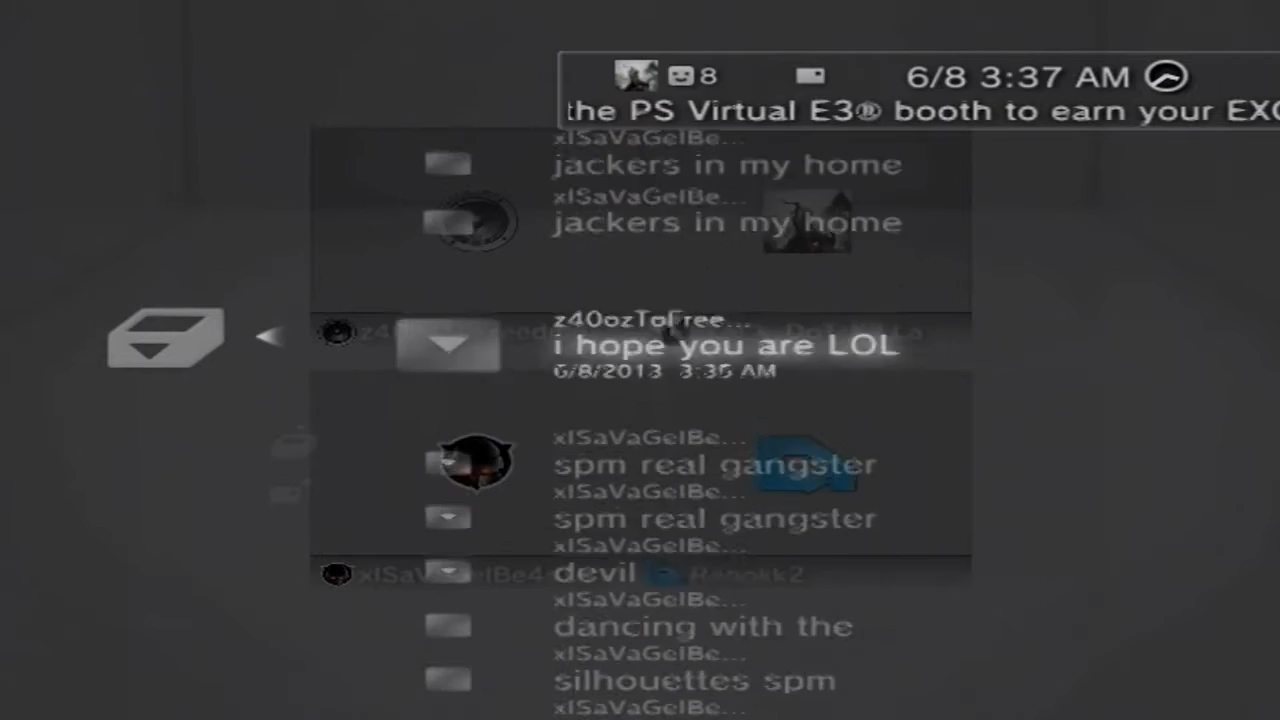 8 6/8 3:37 AM
the PS Virtual E3® booth to earn your EXC
xISaVaGeIBe...
jackers in my home
xISaVaGeIBe...
jackers in my home
z40ozToFree...
i hope you are LOL
6/8/2013 3:35 AM
xISaVaGeIBe...
spm real gangster
xISaVaGeIBe...
spm real gangster
xISaVaGeIBe...
devil
xISaVaGeIBe...
dancing with the
xISaVaGeIBe...
silhouettes spm
xISaVaGeIBe...